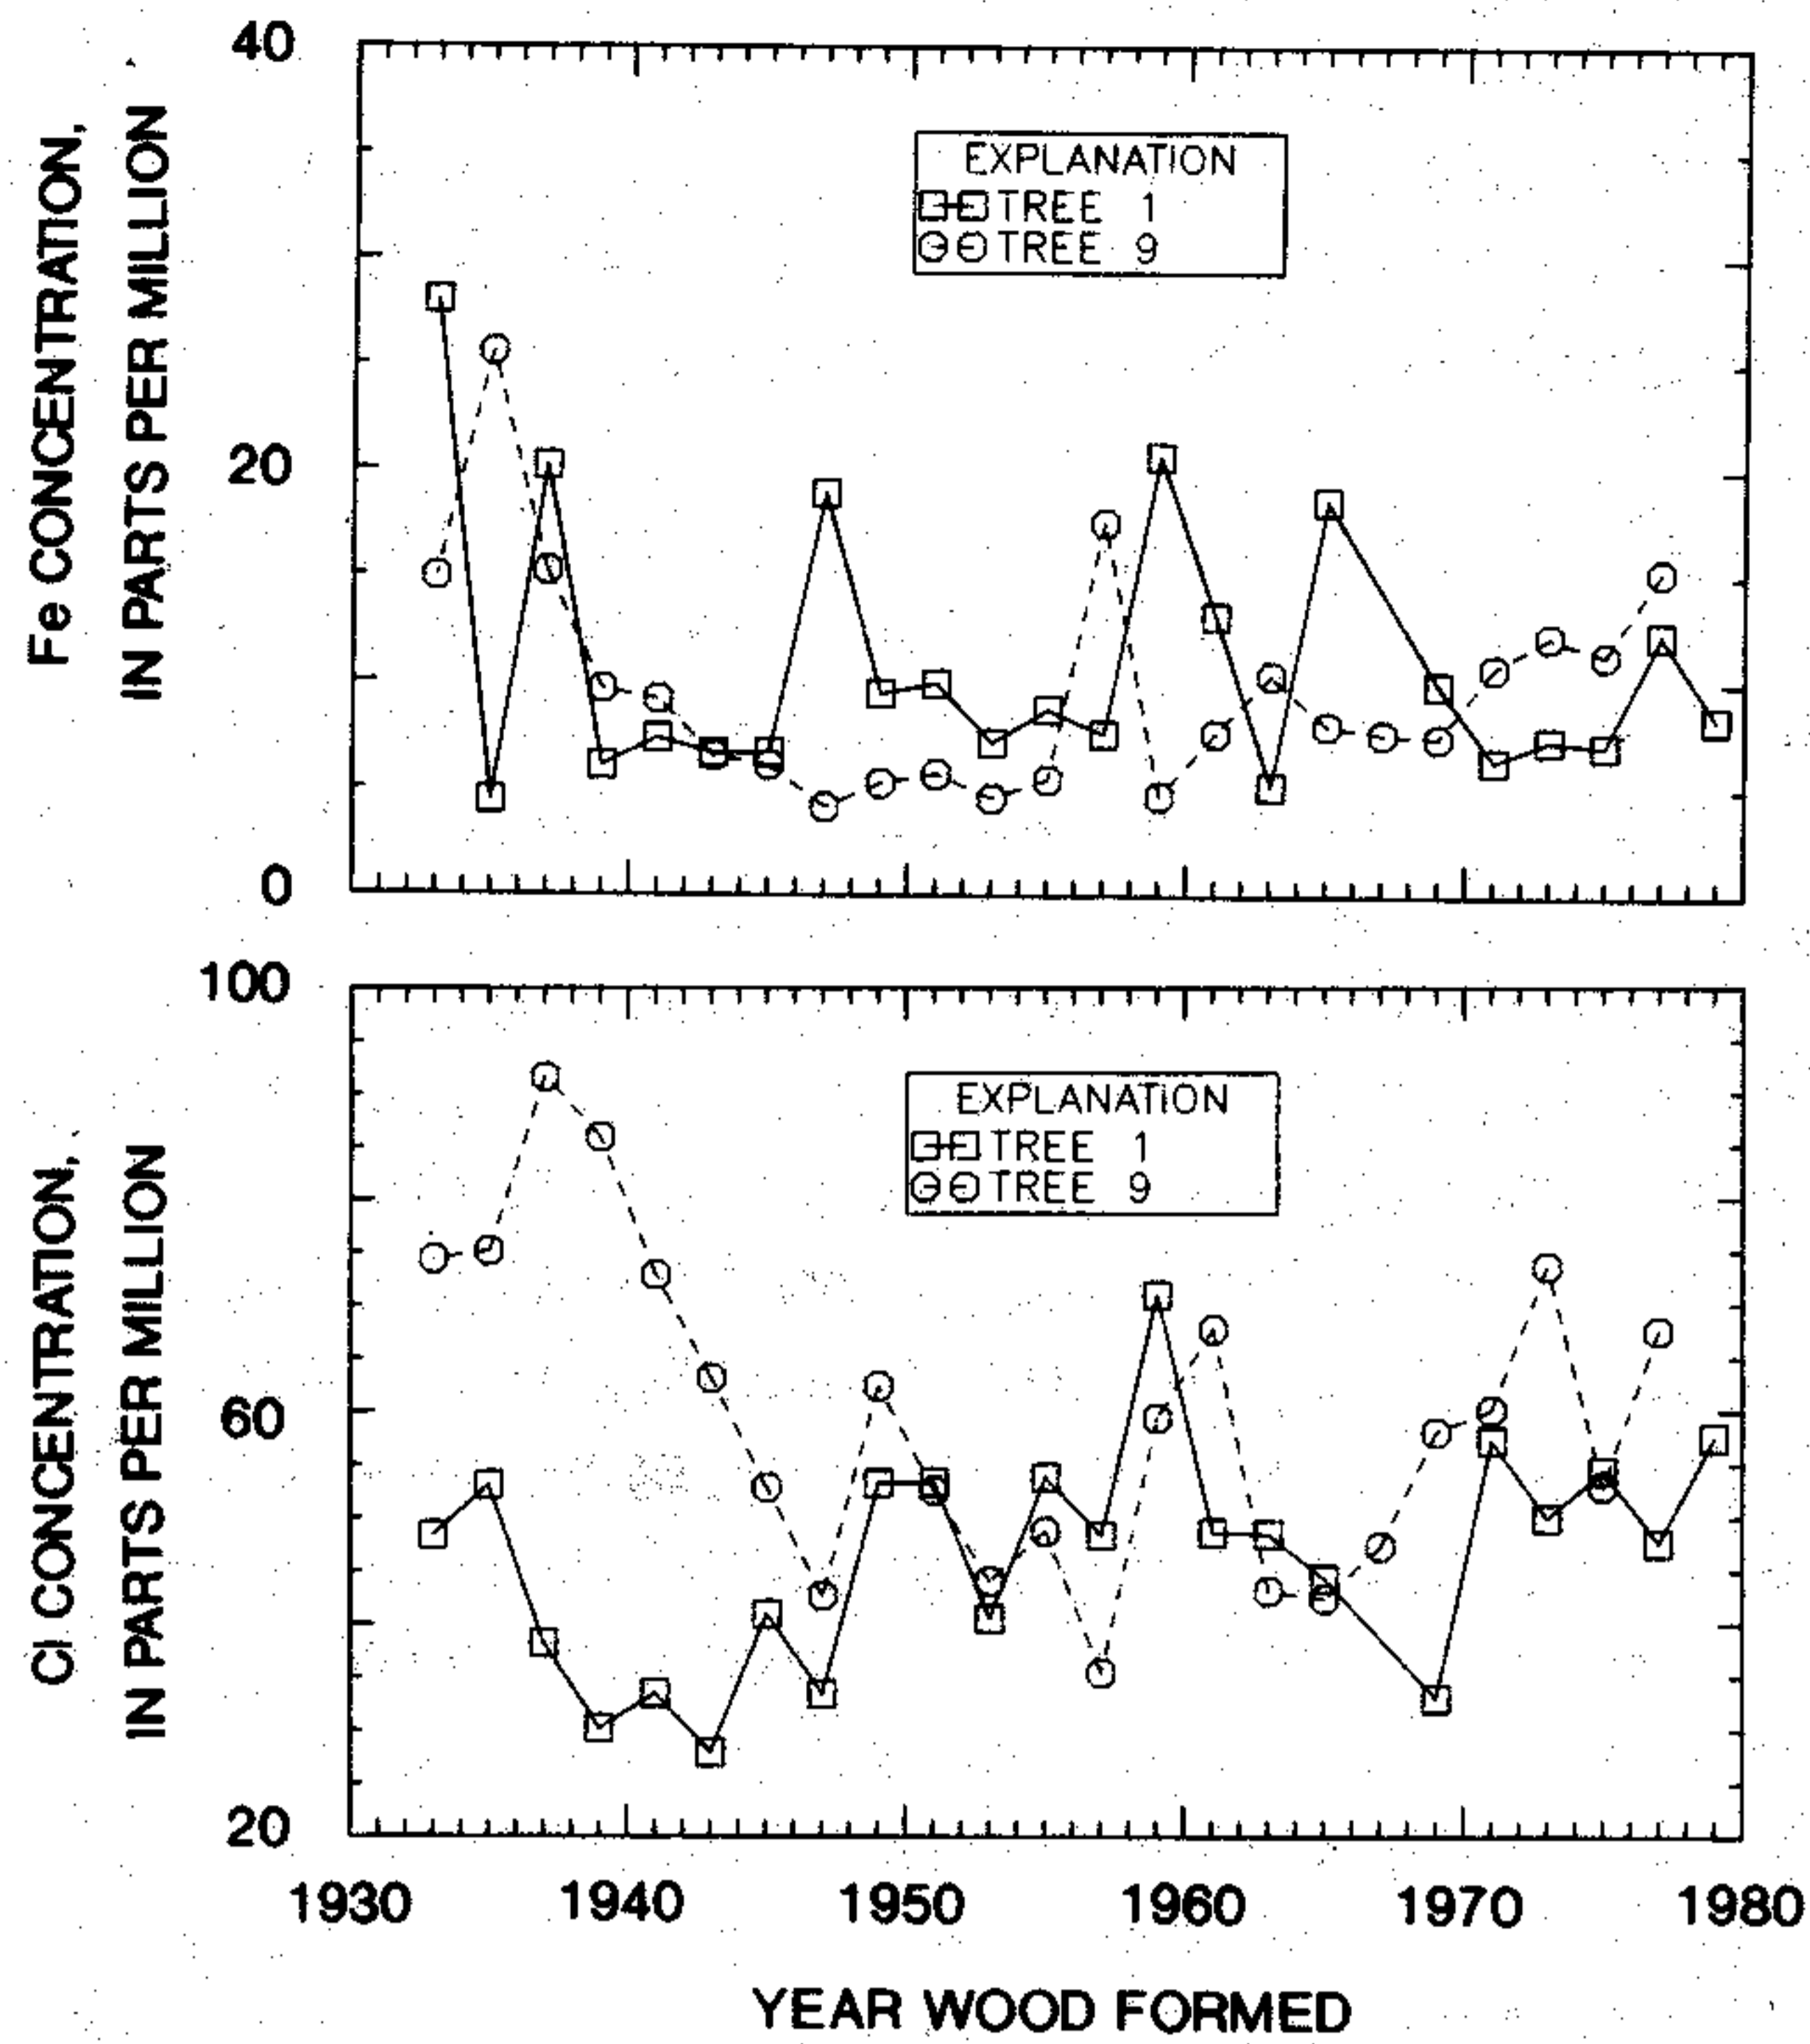 40
Fe CONCENTRATION,
IN PARTS PER MILLION
EXPLANATION
TREE 1
TREE 9
20
0
100
Cl CONCENTRATION,
IN PARTS PER MILLION
EXPLANATION
TREE 1
TREE 9
60
20
1930 1940 1950 1960 1970 1980
YEAR WOOD FORMED